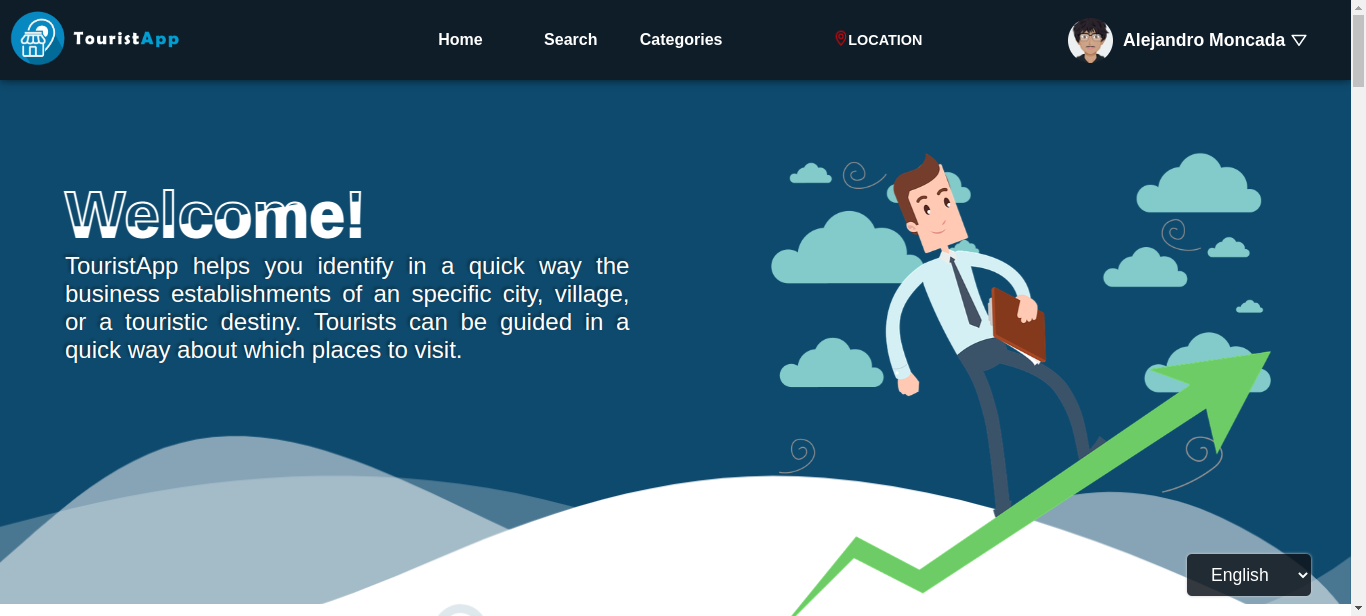 TouristApp
Home
Search
Categories
LOCATION
Alejandro Moncada
Welcome!
TouristApp helps you identify in a quick way the
business establishments of an specific city, village,
or a touristic destiny. Tourists can be guided in a
quick way about which places to visit.
English